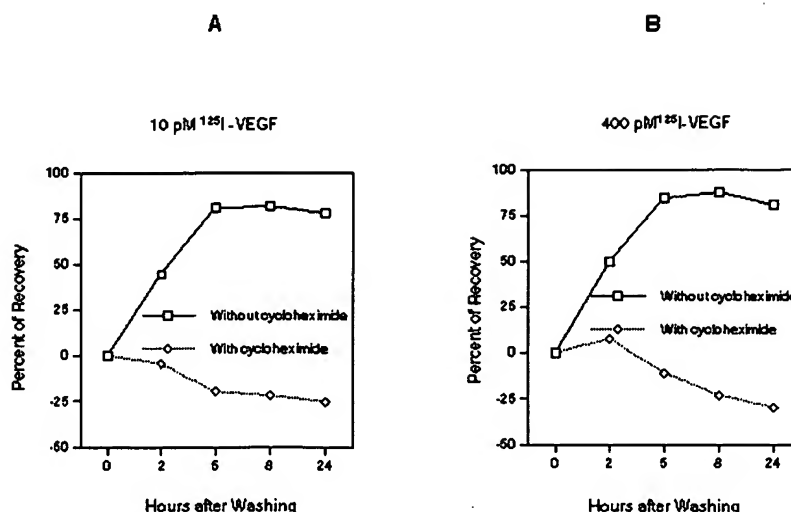 A
10 pM ¹²⁵I-VEGF
Percent of Recovery
100
75
50
25
0
-25
-50
Without cycloheximide
With cycloheximide
0 2 5 8 24
Hours after Washing
B
400 pM ¹²⁵I-VEGF
Percent of Recovery
100
75
50
25
0
-25
-50
Without cycloheximide
With cycloheximide
0 2 5 8 24
Hours after Washing